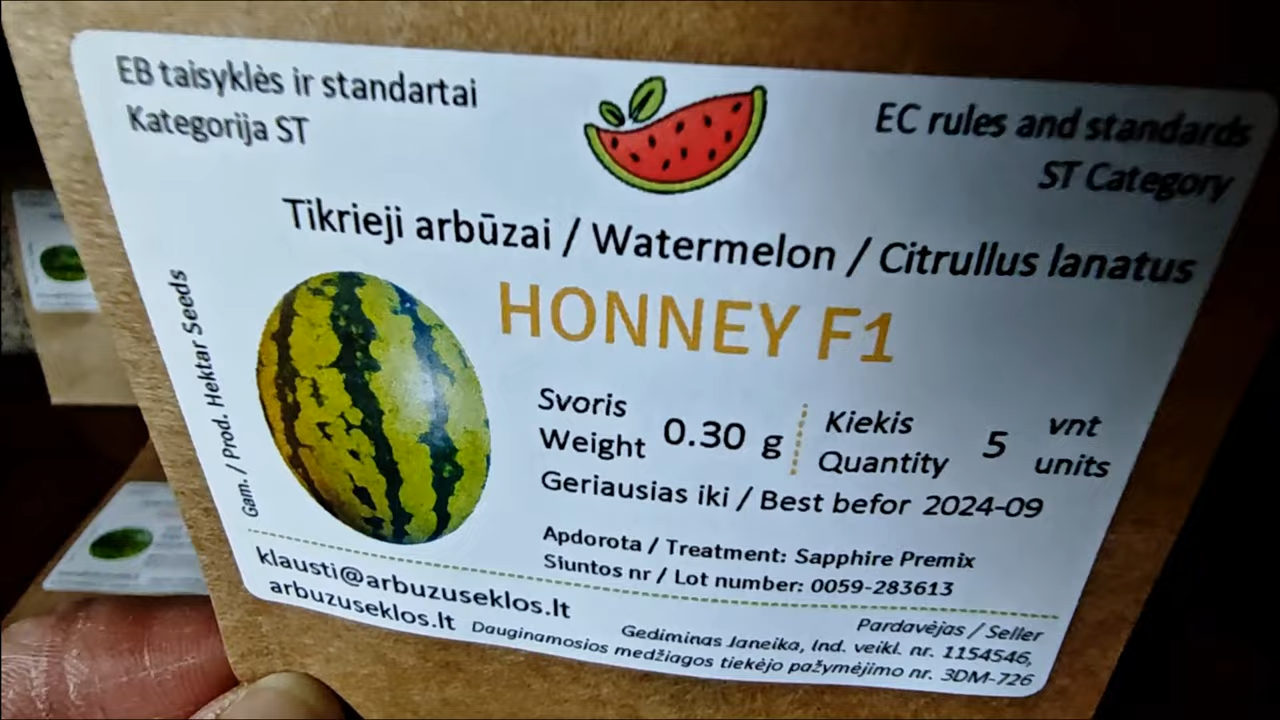 EB taisyklės ir standartai
Kategorija ST
EC rules and standards
ST Category
Tikrieji arbūzai / Watermelon / Citrullus lanatus
HONNEY F1
Gam. / Prod. Hektar Seeds
Svoris
Weight 0.30 g
Kiekis
Quantity 5 vnt
units
Geriausias iki / Best befor 2024-09
Apdorota / Treatment: Sapphire Premix
Siuntos nr / Lot number: 0059-283613
klausti@arbuzuseklos.lt
arbuzuseklos.lt
Pardavėjas / Seller
Gediminas Janeika, Ind. veikl. nr. 1154546,
Dauginamosios medžiagos tiekėjo pažymėjimo nr. 3DM-726